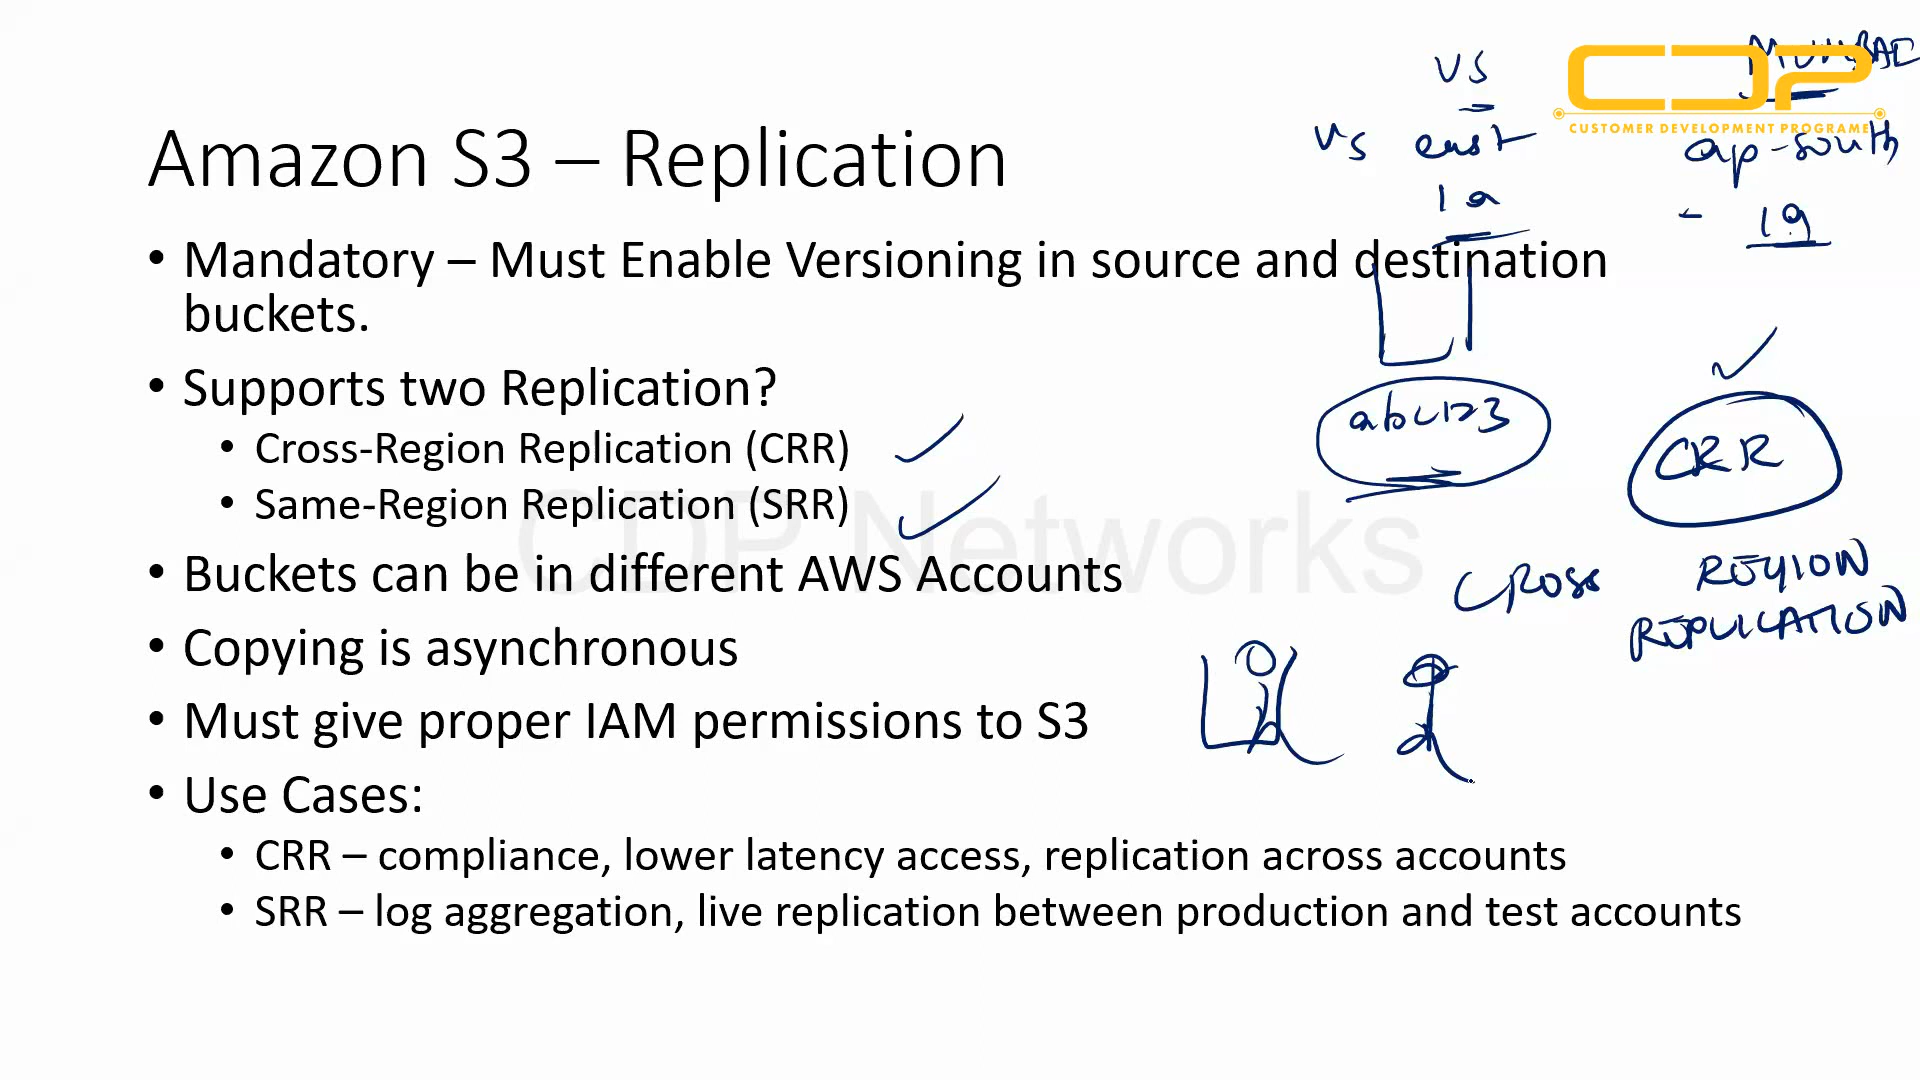 US
MUMBAI
CDP
CUSTOMER DEVELOPMENT PROGRAME
US east
1a
ap-south
- 1a
Amazon S3 – Replication
• Mandatory – Must Enable Versioning in source and destination
buckets.
• Supports two Replication?
• Cross-Region Replication (CRR)
• Same-Region Replication (SRR)
abc123
CRR
CDP Networks
• Buckets can be in different AWS Accounts
CROSS REGION
REPLICATION
• Copying is asynchronous
• Must give proper IAM permissions to S3
• Use Cases:
• CRR – compliance, lower latency access, replication across accounts
• SRR – log aggregation, live replication between production and test accounts